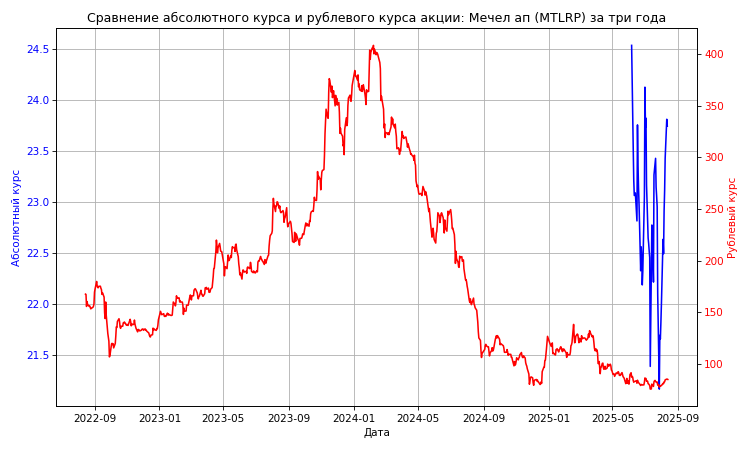 Сравнение абсолютного курса и рублевого курса акции: Мечел ап (MTLRP) за три года
Абсолютный курс
24.5
24.0
23.5
23.0
22.5
22.0
21.5
400
350
300
250
200
150
100
Рублевый курс
2022-09 2023-01 2023-05 2023-09 2024-01 2024-05 2024-09 2025-01 2025-05 2025-09
Дата